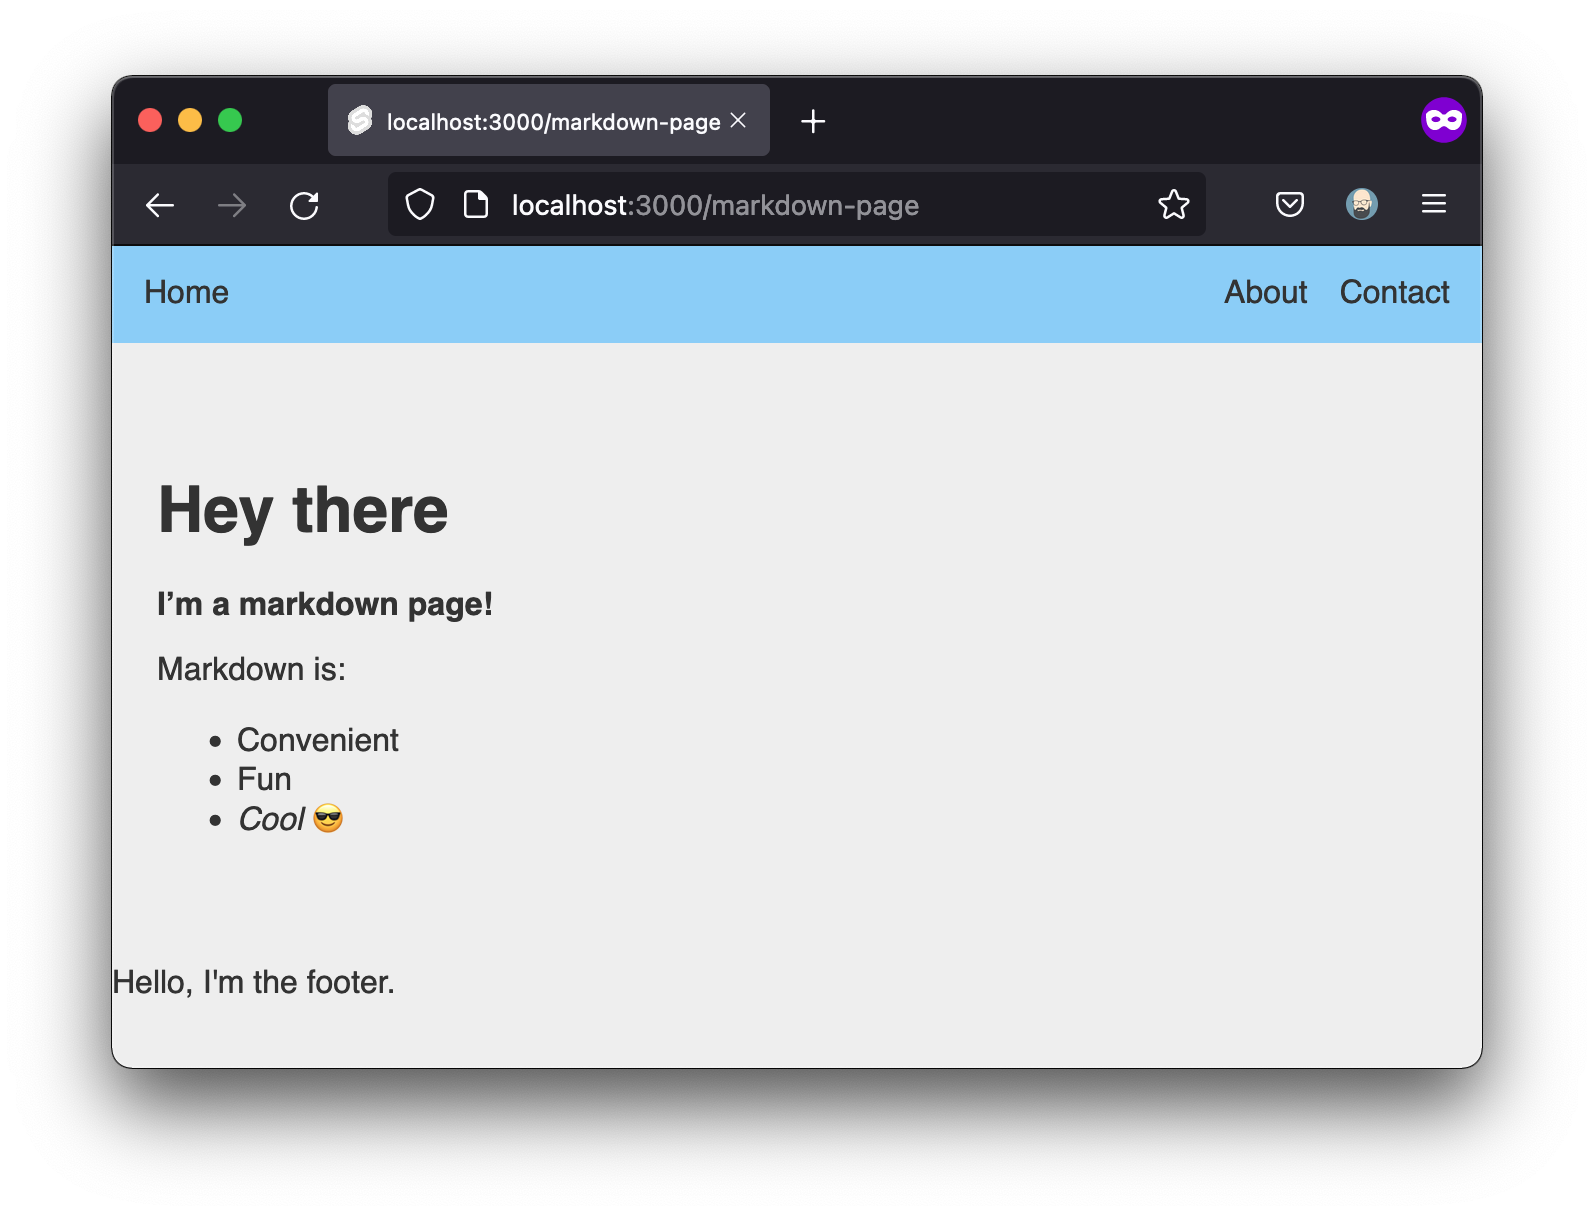 localhost:3000/markdown-page
localhost:3000/markdown-page
Home About Contact
Hey there
I’m a markdown page!
Markdown is:
• Convenient
• Fun
• Cool 😎
Hello, I'm the footer.